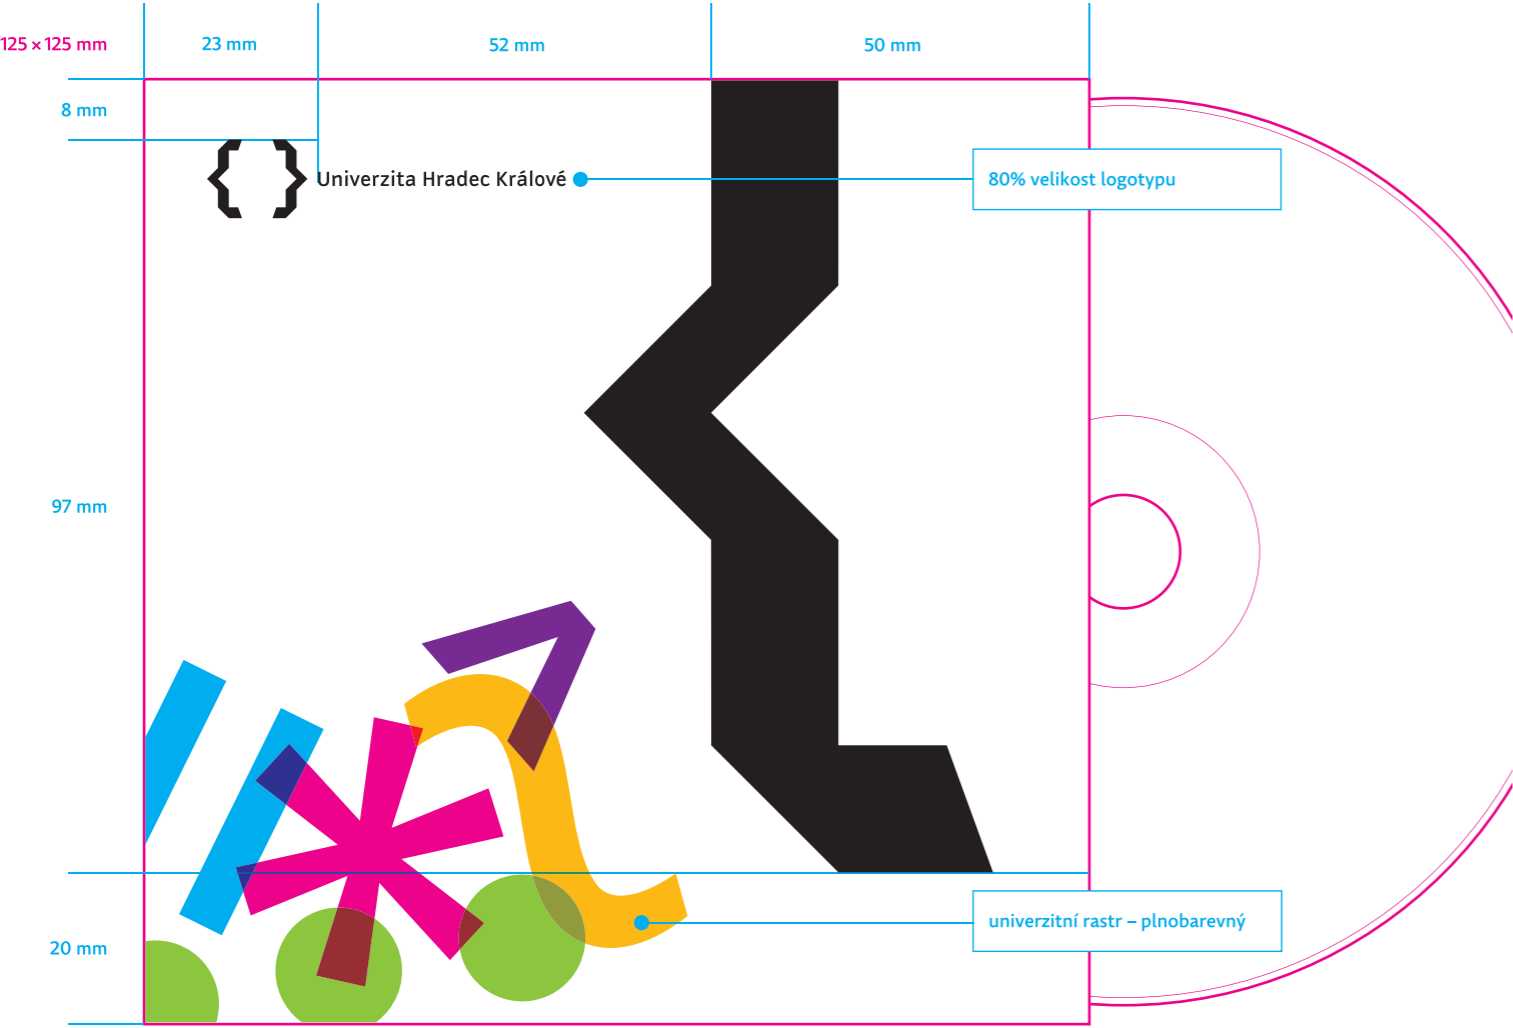 125 × 125 mm
23 mm
52 mm
50 mm
8 mm
Univerzita Hradec Králové
80% velikost logotypu
97 mm
univerzitní rastr – plnobarevný
20 mm